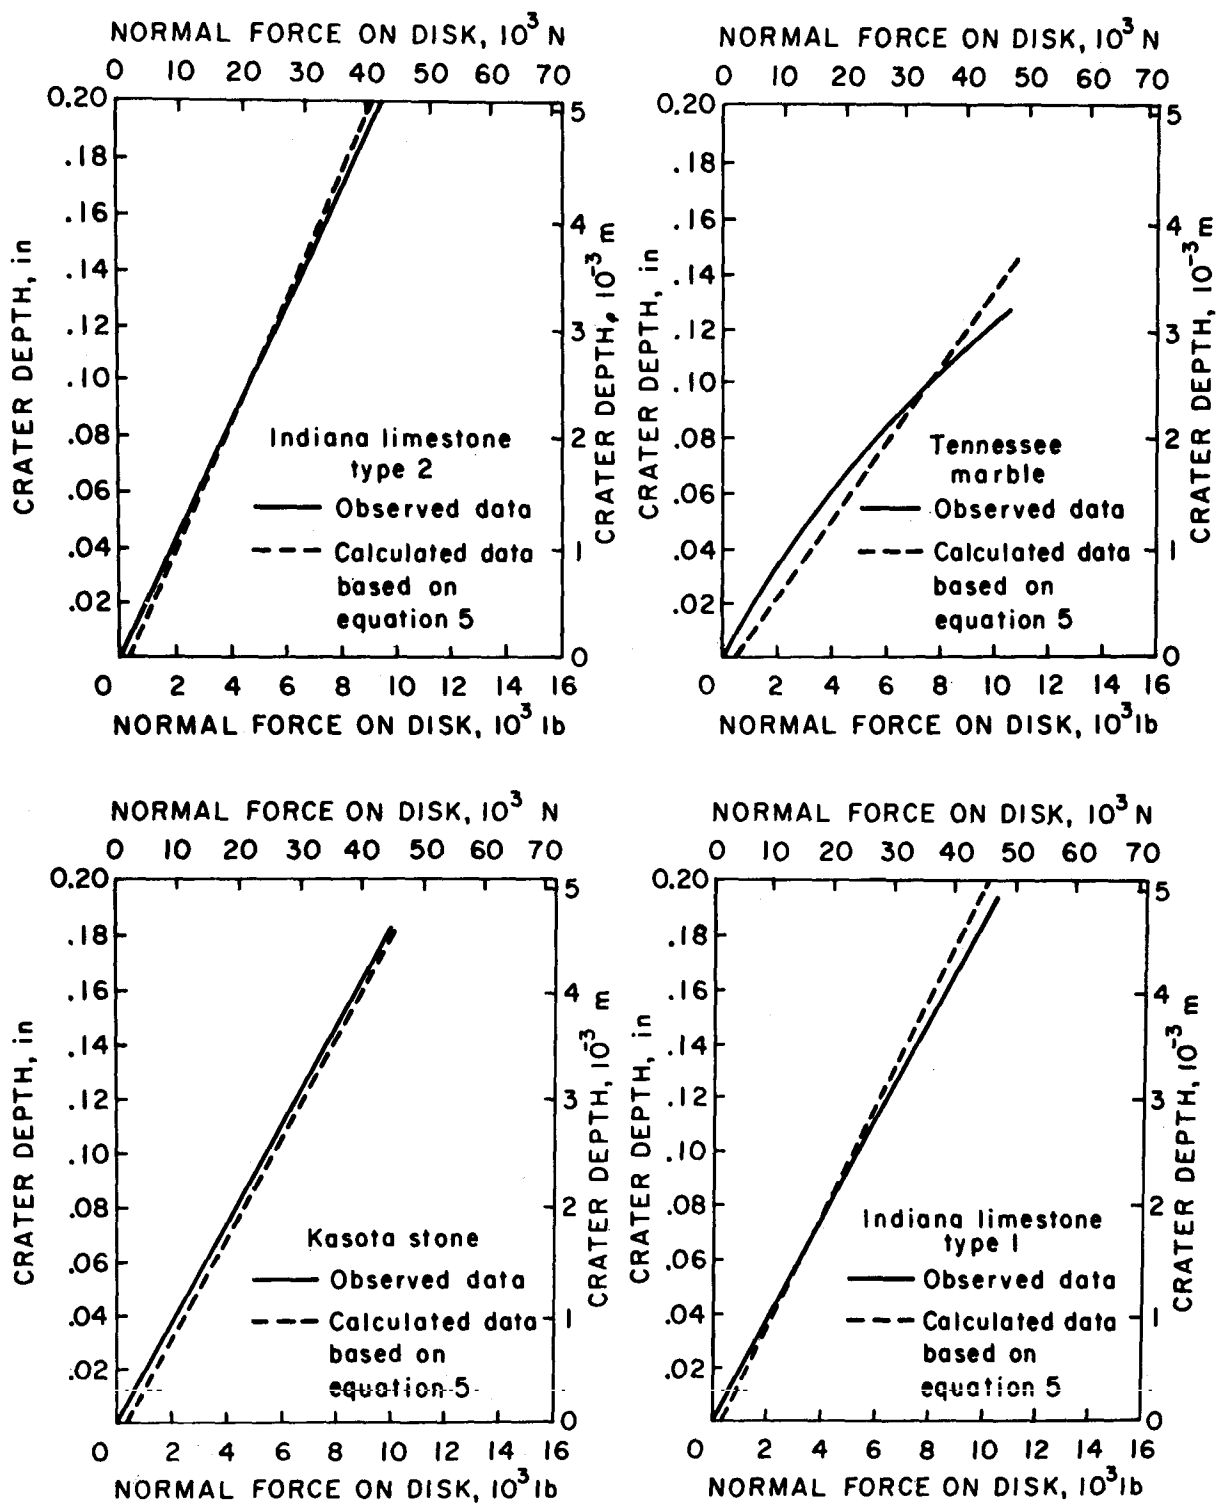 NORMAL FORCE ON DISK, 10³ N
0 10 20 30 40 50 60 70
0.20
.18
.16
.14
.12
.10
.08
.06
.04
.02
CRATER DEPTH, in
Indiana limestone
type 2
Observed data
Calculated data
based on
equation 5
5
4
3
2
1
0
CRATER DEPTH, 10⁻³ m
0 2 4 6 8 10 12 14 16
NORMAL FORCE ON DISK, 10³ lb
NORMAL FORCE ON DISK, 10³ N
0 10 20 30 40 50 60 70
0.20
.18
.16
.14
.12
.10
.08
.06
.04
.02
CRATER DEPTH, in
Tennessee
marble
Observed data
Calculated data
based on
equation 5
5
4
3
2
1
0
CRATER DEPTH, 10⁻³ m
0 2 4 6 8 10 12 14 16
NORMAL FORCE ON DISK, 10³ lb
NORMAL FORCE ON DISK, 10³ N
0 10 20 30 40 50 60 70
0.20
.18
.16
.14
.12
.10
.08
.06
.04
.02
CRATER DEPTH, in
Kasota stone
Observed data
Calculated data
based on
equation 5
5
4
3
2
1
0
CRATER DEPTH, 10⁻³ m
0 2 4 6 8 10 12 14 16
NORMAL FORCE ON DISK, 10³ lb
NORMAL FORCE ON DISK, 10³ N
0 10 20 30 40 50 60 70
0.20
.18
.16
.14
.12
.10
.08
.06
.04
.02
CRATER DEPTH, in
Indiana limestone
type 1
Observed data
Calculated data
based on
equation 5
5
4
3
2
1
0
CRATER DEPTH, 10⁻³ m
0 2 4 6 8 10 12 14 16
NORMAL FORCE ON DISK, 10³ lb